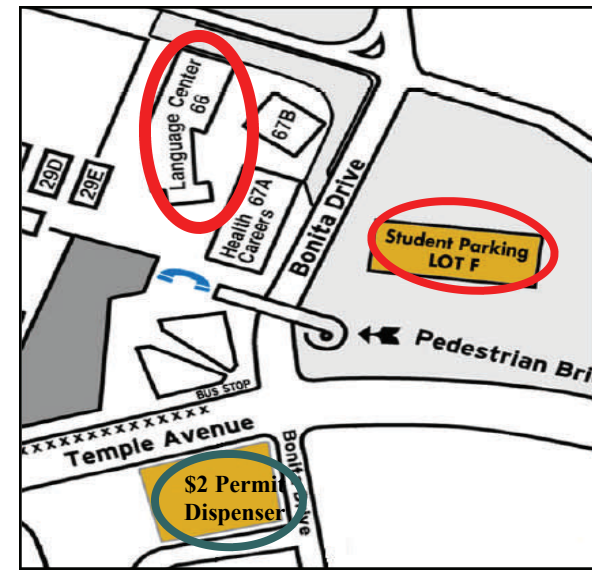 Language Center
66
67B
29D
29E
Health 67A
Careers
Bonita Drive
Student Parking
LOT F
Pedestrian Bri
BUS STOP
xxxxxxxxxxxxxx
Temple Avenue
Bonita Drive
$2 Permit
Dispenser